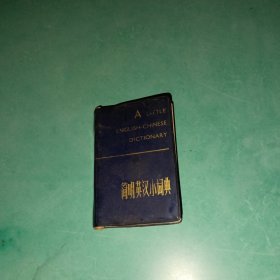 A LITTLE
ENGLISH-CHINESE
DICTIONARY
简明英汉小词典